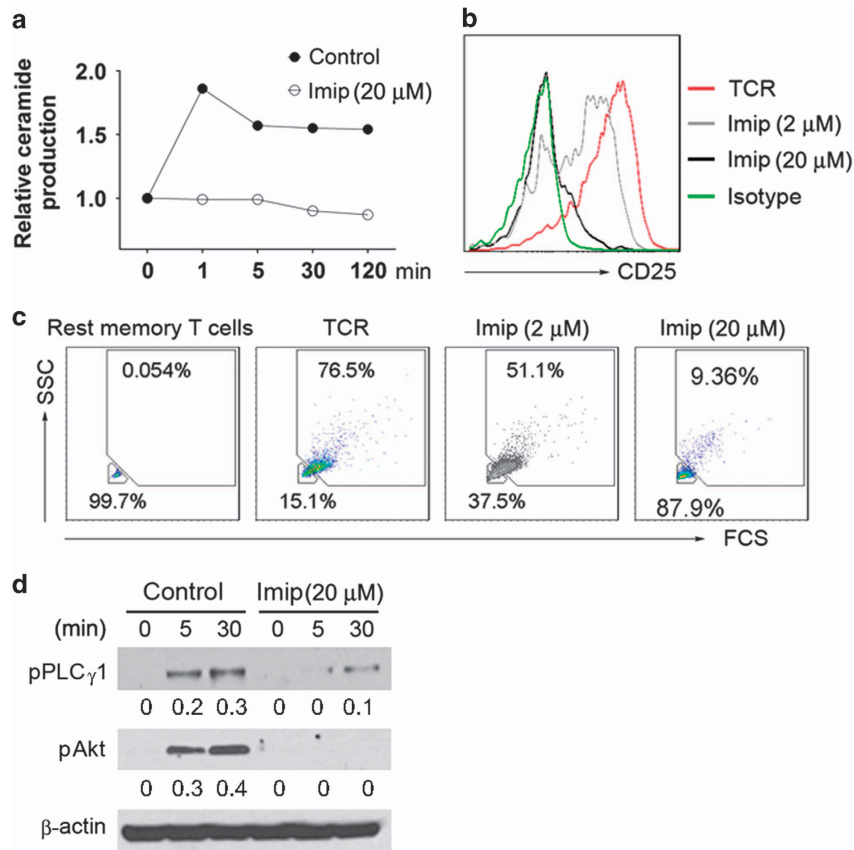 a
Relative ceramide production
2.0
1.5
1.0
0 1 5 30 120 min
Control
Imip (20 µM)
b
TCR
Imip (2 µM)
Imip (20 µM)
Isotype
CD25
c
Rest memory T cells TCR Imip (2 µM) Imip (20 µM)
SSC
0.054% 76.5% 51.1% 9.36%
99.7% 15.1% 37.5% 87.9%
FCS
d
Control Imip (20 µM)
(min) 0 5 30 0 5 30
pPLCγ1
0 0.2 0.3 0 0 0.1
pAkt
0 0.3 0.4 0 0 0
β-actin